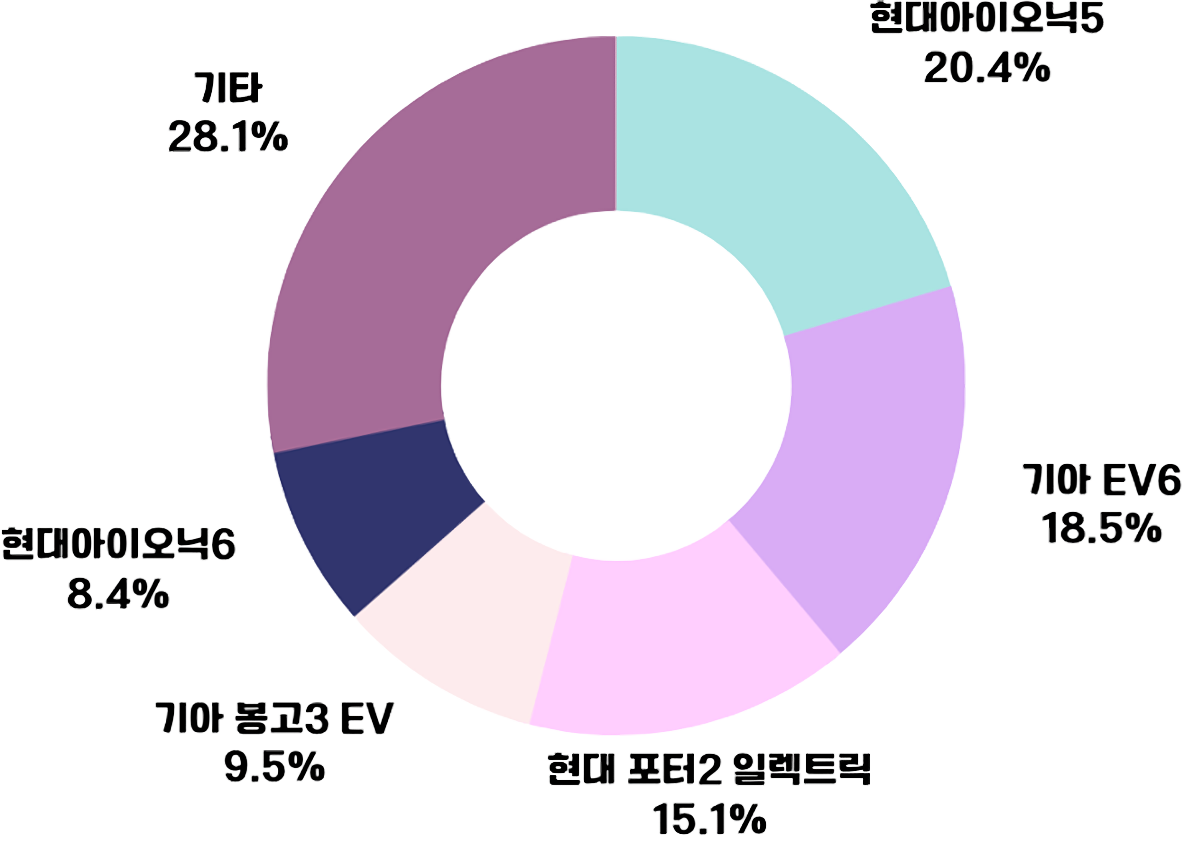 현대아이오닉5
20.4%
기아 EV6
18.5%
현대 포터2 일렉트릭
15.1%
기아 봉고3 EV
9.5%
현대아이오닉6
8.4%
기타
28.1%